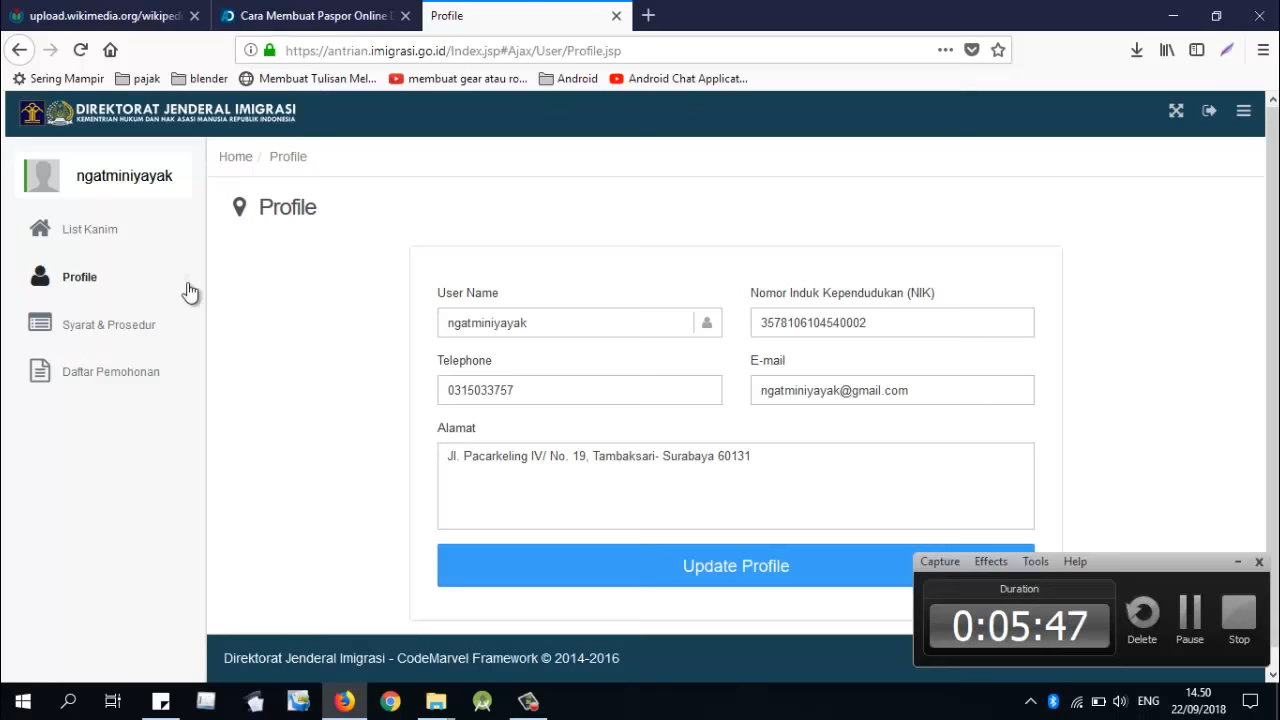 upload.wikimedia.org/wikiped
Cara Membuat Paspor Online
Profile
https://antrian.imigrasi.go.id/Index.jsp#Ajax/User/Profile.jsp
Sering Mampir
pajak
blender
Membuat Tulisan Mel...
membuat gear atau ro...
Android
Android Chat Applicat...
DIREKTORAT JENDERAL IMIGRASI
KEMENTERIAN HUKUM DAN HAK ASASI MANUSIA REPUBLIK INDONESIA
ngatminiyayak
List Kanim
Profile
Syarat & Prosedur
Daftar Pemohonan
Home / Profile
Profile
User Name
ngatminiyayak
Nomor Induk Kependudukan (NIK)
3578106104540002
Telephone
0315033757
E-mail
ngatminiyayak@gmail.com
Alamat
Jl. Pacarkeling IV/ No. 19, Tambaksari- Surabaya 60131
Update Profile
Direktorat Jenderal Imigrasi - CodeMarvel Framework © 2014-2016
Capture Effects Tools Help
Duration
0:05:47
Delete
Pause
Stop
ENG
14.50
22/09/2018